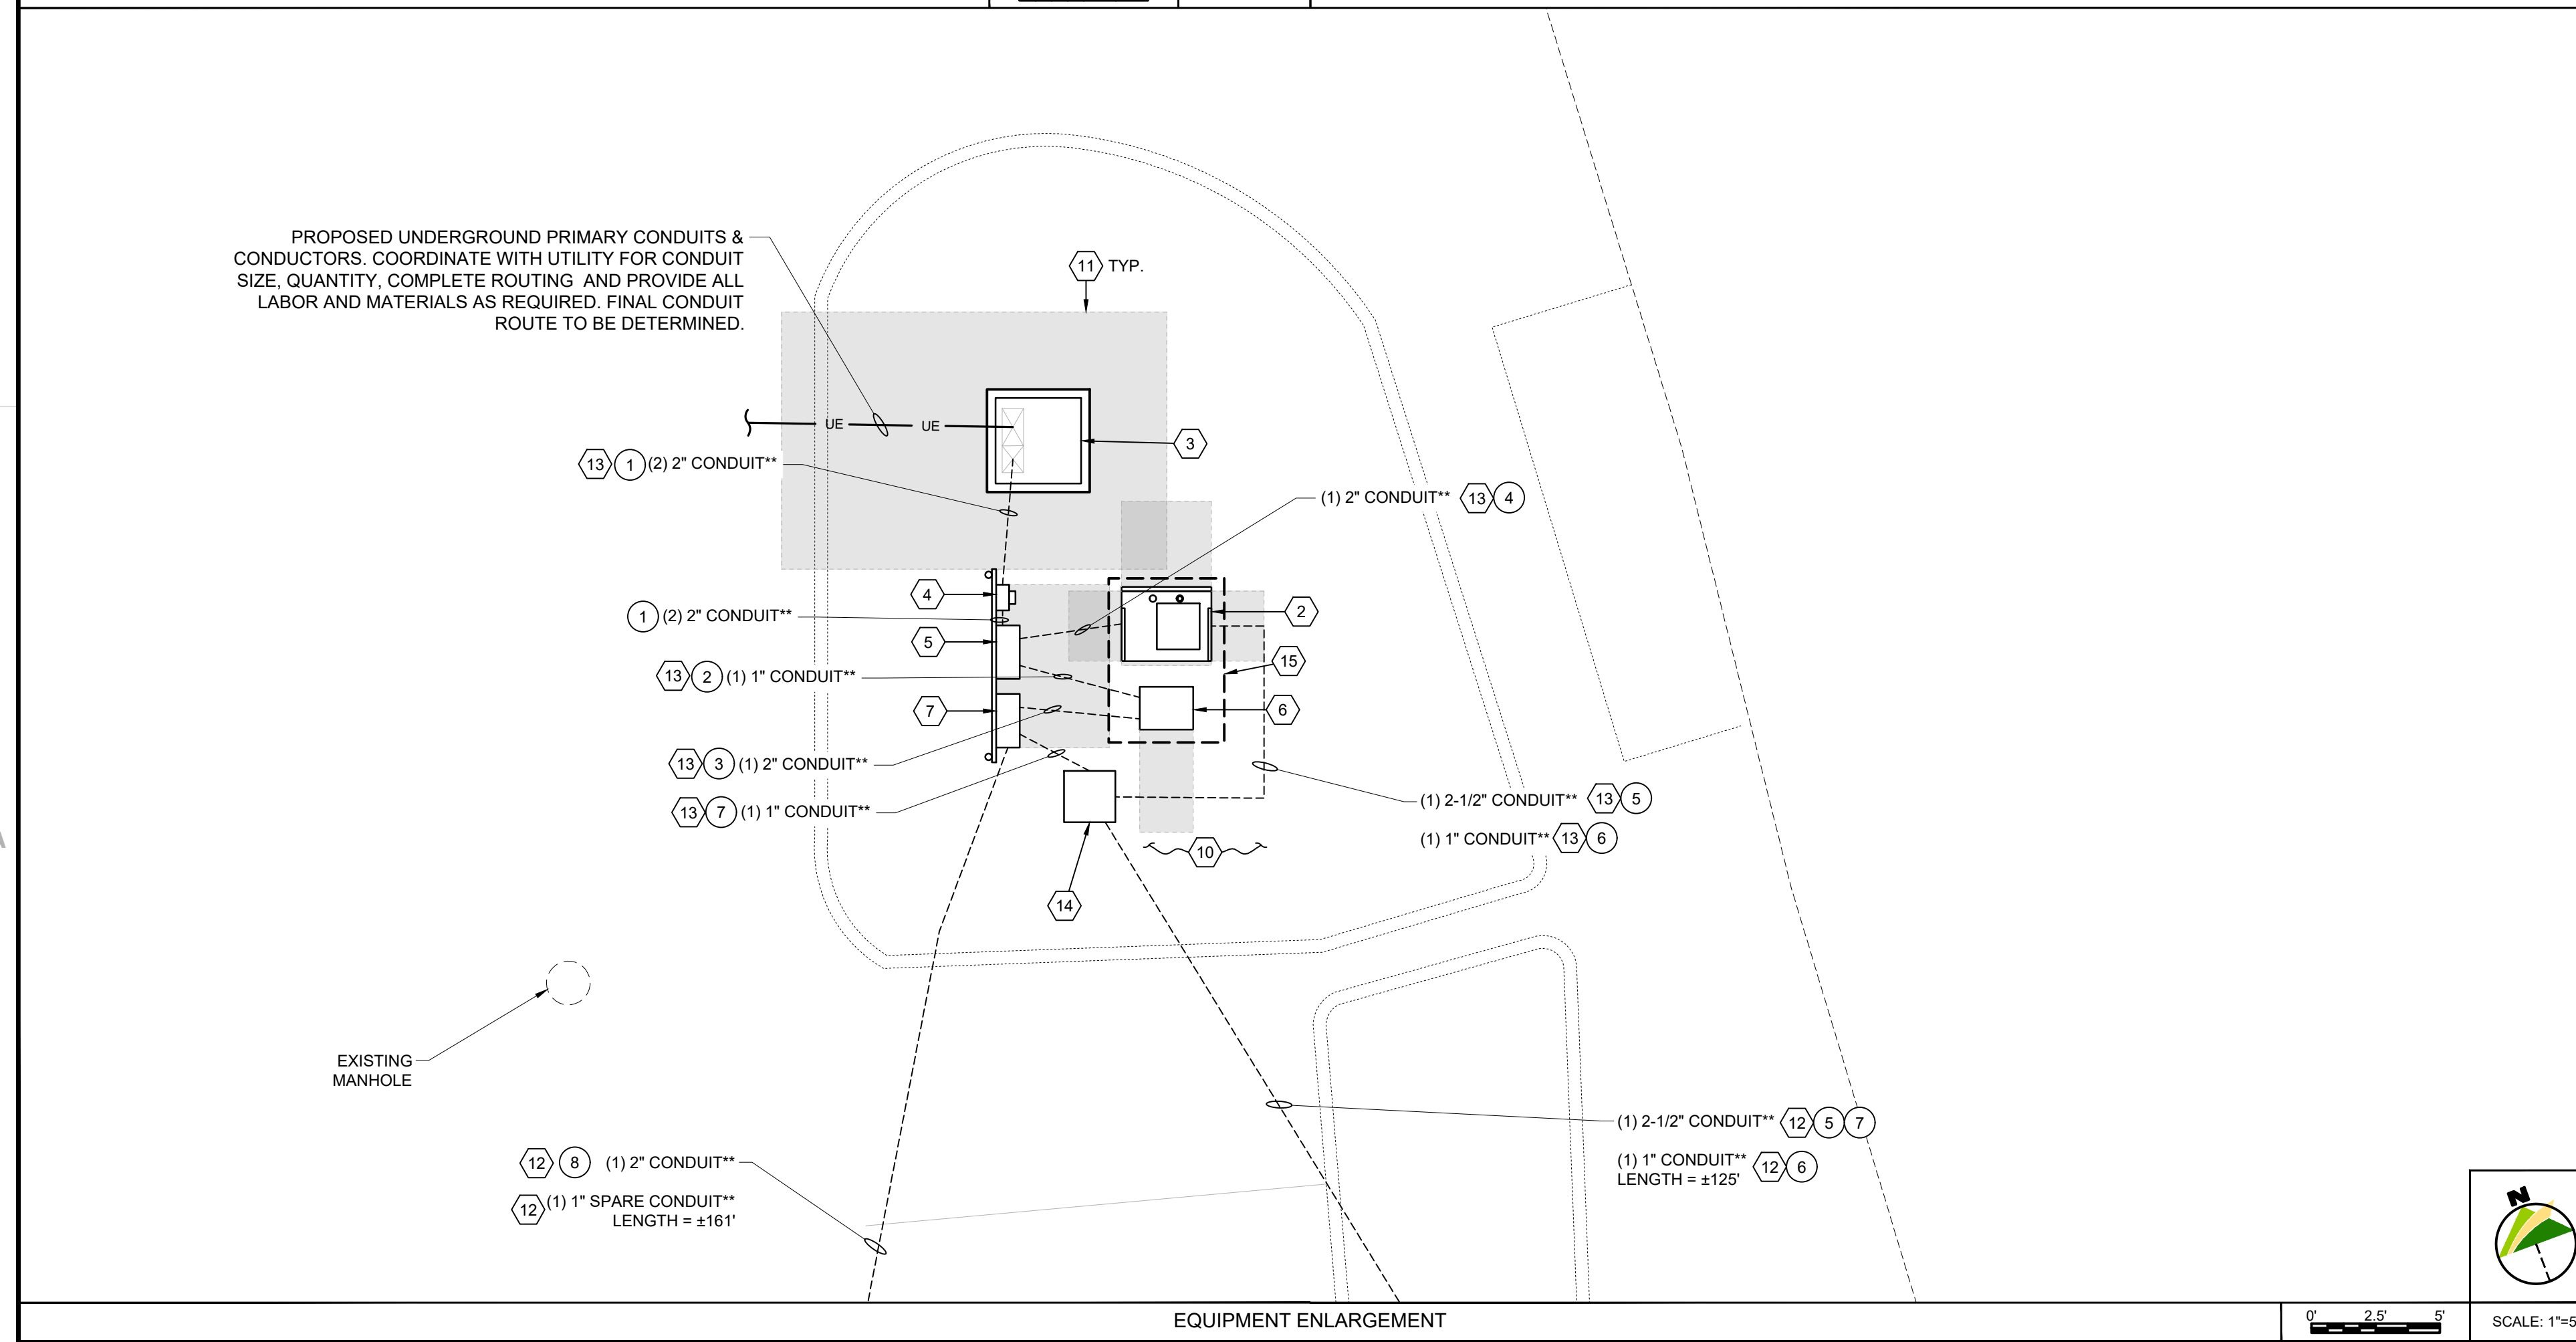 PROPOSED UNDERGROUND PRIMARY CONDUITS &
CONDUCTORS. COORDINATE WITH UTILITY FOR CONDUIT
SIZE, QUANTITY, COMPLETE ROUTING AND PROVIDE ALL
LABOR AND MATERIALS AS REQUIRED. FINAL CONDUIT
ROUTE TO BE DETERMINED.
11 TYP.
UE UE
3
13 1 (2) 2" CONDUIT**
(1) 2" CONDUIT** 13 4
4
2
1 (2) 2" CONDUIT**
5
15
13 2 (1) 1" CONDUIT**
7
6
13 3 (1) 2" CONDUIT**
13 7 (1) 1" CONDUIT**
(1) 2-1/2" CONDUIT** 13 5
(1) 1" CONDUIT** 13 6
10
14
EXISTING
MANHOLE
(1) 2-1/2" CONDUIT** 12 5 7
(1) 1" CONDUIT** 12 6
LENGTH = ±125'
12 8 (1) 2" CONDUIT**
12 (1) 1" SPARE CONDUIT**
LENGTH = ±161'
N
EQUIPMENT ENLARGEMENT
0' 2.5' 5'
SCALE: 1"=5